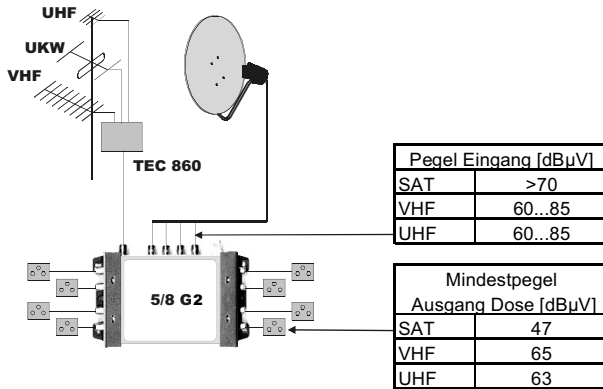 UHF
UKW
VHF
TEC 860
5/8 G2
Pegel Eingang [dBµV]
SAT >70
VHF 60...85
UHF 60...85
Mindestpegel
Ausgang Dose [dBµV]
SAT 47
VHF 65
UHF 63